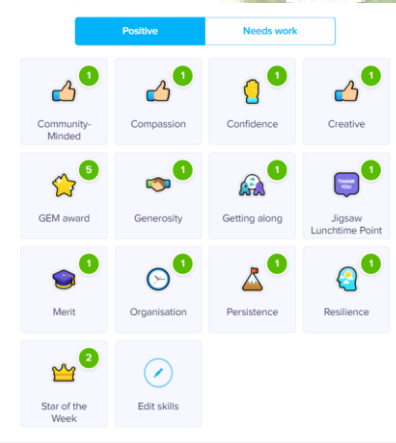 Positive
Needs work
1
1
1
1
Community-
Minded
Compassion
Confidence
Creative
5
1
1
THANK
YOU
1
GEM award
Generosity
Getting along
Jigsaw
Lunchtime Point
1
1
1
1
Merit
Organisation
Persistence
Resilience
2
Star of the
Week
Edit skills